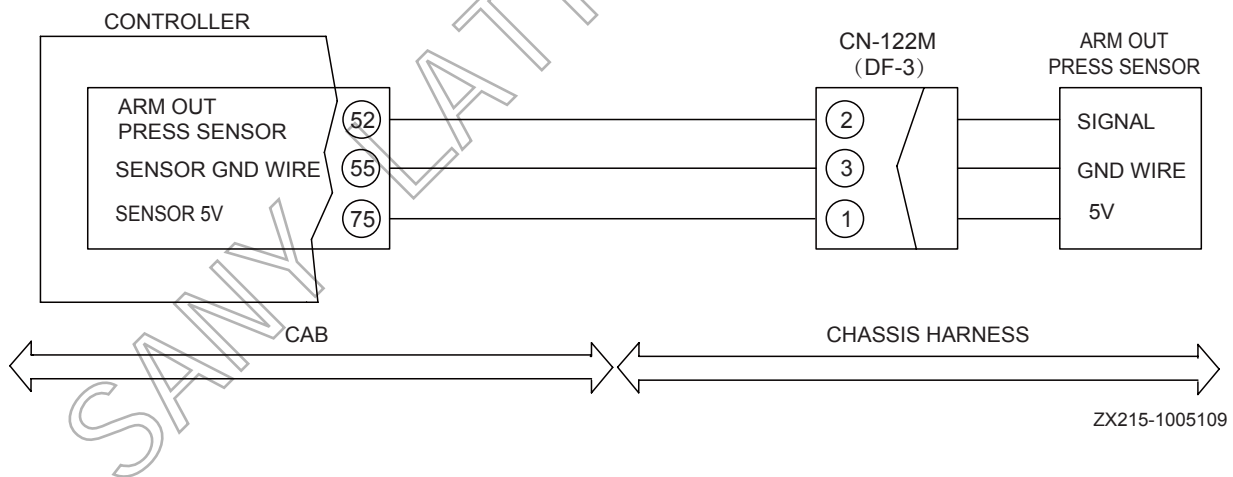 CONTROLLER
CN-122M
（DF-3）
ARM OUT
PRESS SENSOR
ARM OUT
PRESS SENSOR
52
2
SIGNAL
SENSOR GND WIRE
55
3
GND WIRE
SENSOR 5V
75
1
5V
CAB
CHASSIS HARNESS
ZX215-1005109
SANY LATT